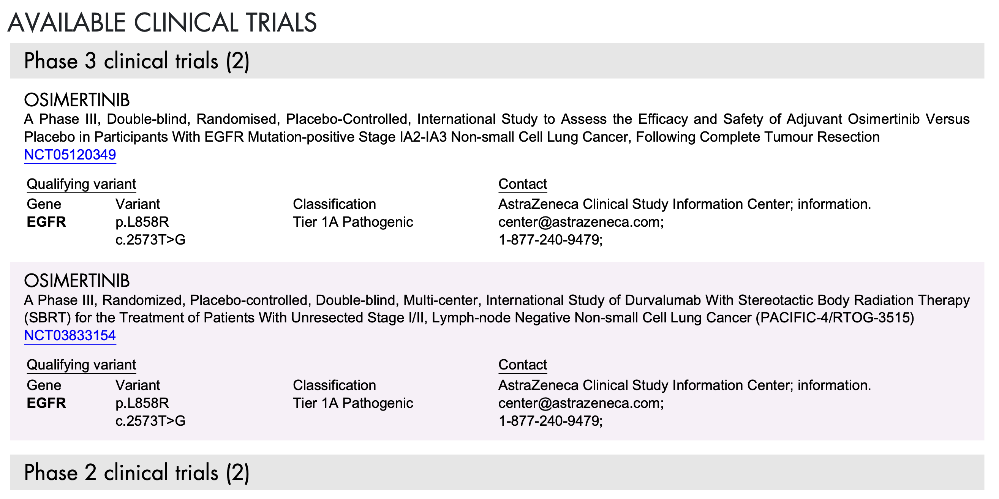 AVAILABLE CLINICAL TRIALS
Phase 3 clinical trials (2)
OSIMERTINIB
A Phase III, Double-blind, Randomised, Placebo-Controlled, International Study to Assess the Efficacy and Safety of Adjuvant Osimertinib Versus
Placebo in Participants With EGFR Mutation-positive Stage IA2-IA3 Non-small Cell Lung Cancer, Following Complete Tumour Resection
NCT05120349
Qualifying variant Contact
Gene Variant Classification AstraZeneca Clinical Study Information Center; information.
EGFR p.L858R Tier 1A Pathogenic center@astrazeneca.com;
c.2573T>G 1-877-240-9479;
OSIMERTINIB
A Phase III, Randomized, Placebo-controlled, Double-blind, Multi-center, International Study of Durvalumab With Stereotactic Body Radiation Therapy
(SBRT) for the Treatment of Patients With Unresected Stage I/II, Lymph-node Negative Non-small Cell Lung Cancer (PACIFIC-4/RTOG-3515)
NCT03833154
Qualifying variant Contact
Gene Variant Classification AstraZeneca Clinical Study Information Center; information.
EGFR p.L858R Tier 1A Pathogenic center@astrazeneca.com;
c.2573T>G 1-877-240-9479;
Phase 2 clinical trials (2)